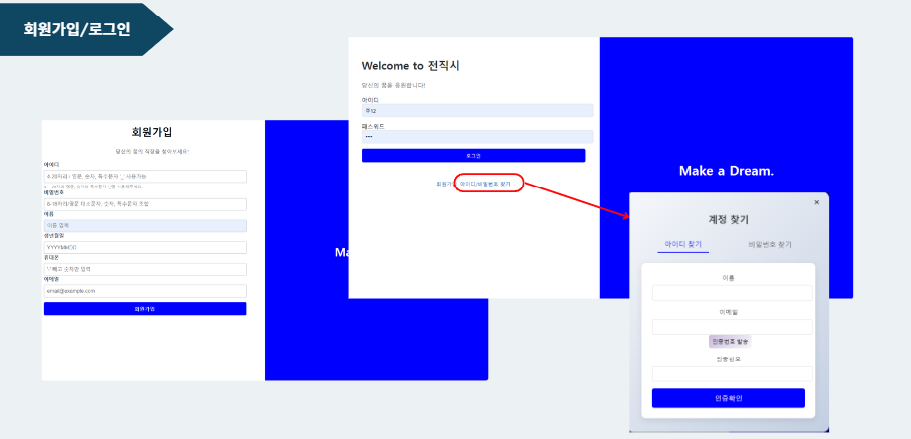 회원가입/로그인
회원가입
당신의 꿈의 직장을 찾아보세요!
아이디
4-20자리 / 영문, 숫자, 특수문자 '_' 사용가능
비밀번호
8-16자리/영문 대소문자, 숫자, 특수문자 조합
이름
이름 입력
생년월일
YYYYMMDD
휴대폰
'-'빼고 숫자만 입력
이메일
email@example.com
회원가입
Ma
Welcome to 전직시
당신의 꿈을 응원합니다!
아이디
쭈12
패스워드
••••
로그인
회원가입 아이디/비밀번호 찾기
Make a Dream.
×
계정 찾기
아이디 찾기 비밀번호 찾기
이름
이메일
인증번호 발송
인증번호
인증확인